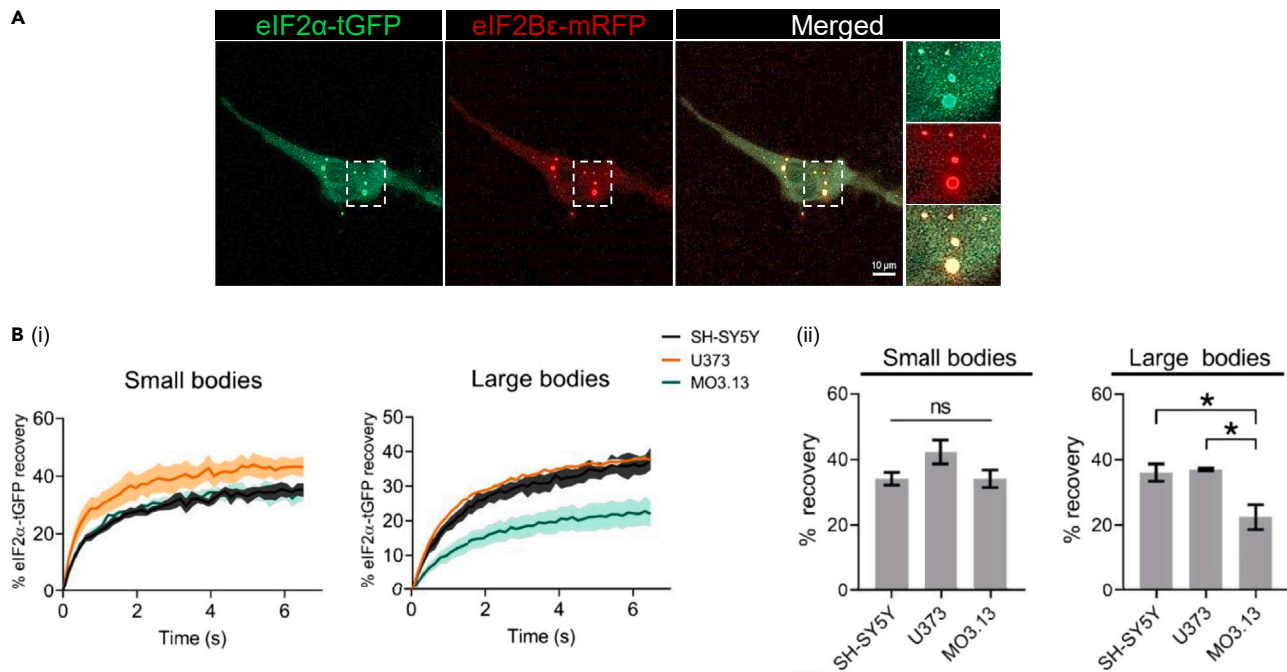 A
eIF2α-tGFP
eIF2Bε-mRFP
Merged
10 μm
B (i)
SH-SY5Y
U373
MO3.13
Small bodies
% eIF2α-tGFP recovery
60
40
20
0
0
2
4
6
Time (s)
Large bodies
% eIF2α-tGFP recovery
50
40
30
20
10
0
0
2
4
6
Time (s)
(ii)
Small bodies
% recovery
60
40
20
0
ns
SH-SY5Y
U373
MO3.13
Large bodies
% recovery
60
40
20
0
*
*
SH-SY5Y
U373
MO3.13